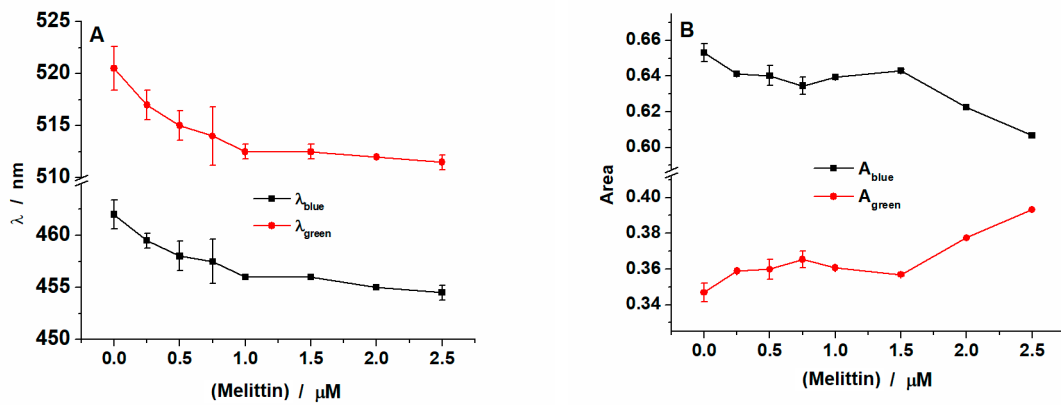 A
525
520
515
510
460
455
450
λ / nm
λblue
λgreen
0.0 0.5 1.0 1.5 2.0 2.5
(Melittin) / μM
B
0.66
0.64
0.62
0.60
0.40
0.38
0.36
0.34
Area
Ablue
Agreen
0.0 0.5 1.0 1.5 2.0 2.5
(Melittin) / μM